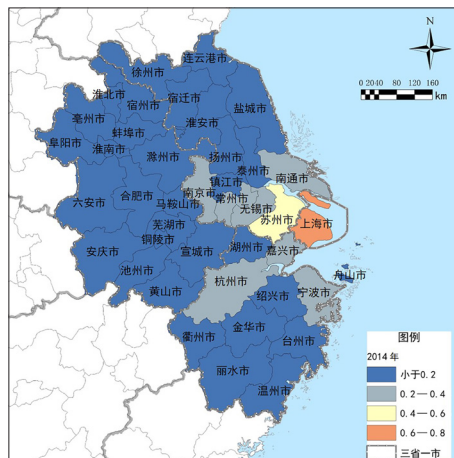 N
0 20 40 80 120 160
km
连云港市
徐州市
淮北市
宿州市
宿迁市
亳州市
淮安市
盐城市
蚌埠市
阜阳市
淮南市
滁州市
扬州市
泰州市
镇江市
南通市
南京市
常州市
六安市
合肥市
马鞍山市
无锡市
苏州市
上海市
芜湖市
铜陵市
宣城市
湖州市
嘉兴市
安庆市
池州市
黄山市
杭州市
绍兴市
宁波市
舟山市
衢州市
金华市
台州市
丽水市
温州市
图例
2014 年
小于0.2
0.2—0.4
0.4—0.6
0.6—0.8
三省一市